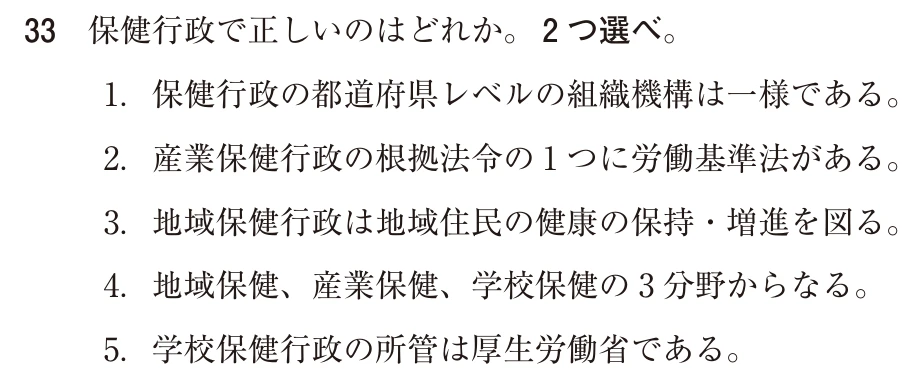 33 保健行政で正しいのはどれか。2つ選べ。
1. 保健行政の都道府県レベルの組織機構は一様である。
2. 産業保健行政の根拠法令の1つに労働基準法がある。
3. 地域保健行政は地域住民の健康の保持・増進を図る。
4. 地域保健、産業保健、学校保健の3分野からなる。
5. 学校保健行政の所管は厚生労働省である。